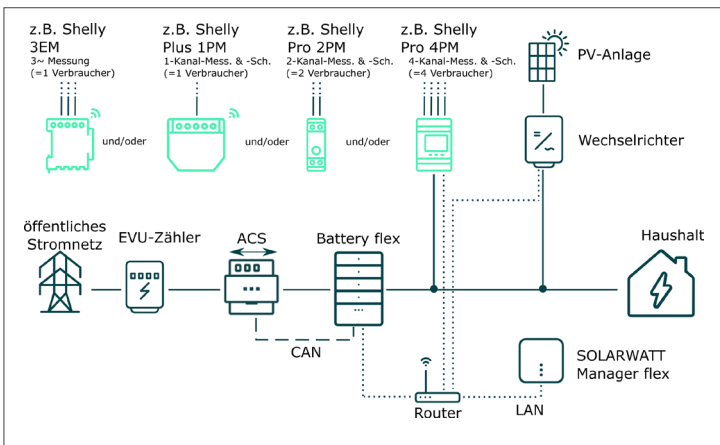 z.B. Shelly
3EM
3~ Messung
(=1 Verbraucher)
z.B. Shelly
Plus 1PM
1-Kanal-Mess. & -Sch.
(=1 Verbraucher)
z.B. Shelly
Pro 2PM
2-Kanal-Mess. & -Sch.
(=2 Verbraucher)
z.B. Shelly
Pro 4PM
4-Kanal-Mess. & -Sch.
(=4 Verbraucher)
PV-Anlage
und/oder
und/oder
und/oder
Wechselrichter
öffentliches
Stromnetz
EVU-Zähler
ACS
Battery flex
Haushalt
CAN
Router
LAN
SOLARWATT
Manager flex